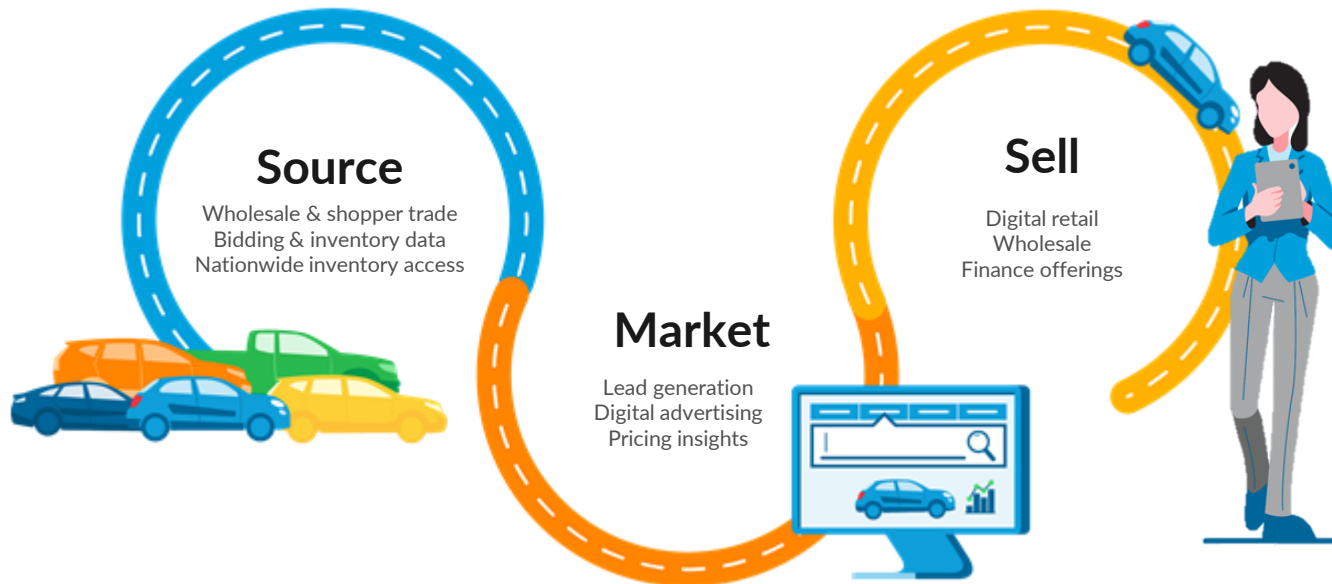 Source
Wholesale & shopper trade
Bidding & inventory data
Nationwide inventory access
Market
Lead generation
Digital advertising
Pricing insights
Sell
Digital retail
Wholesale
Finance offerings